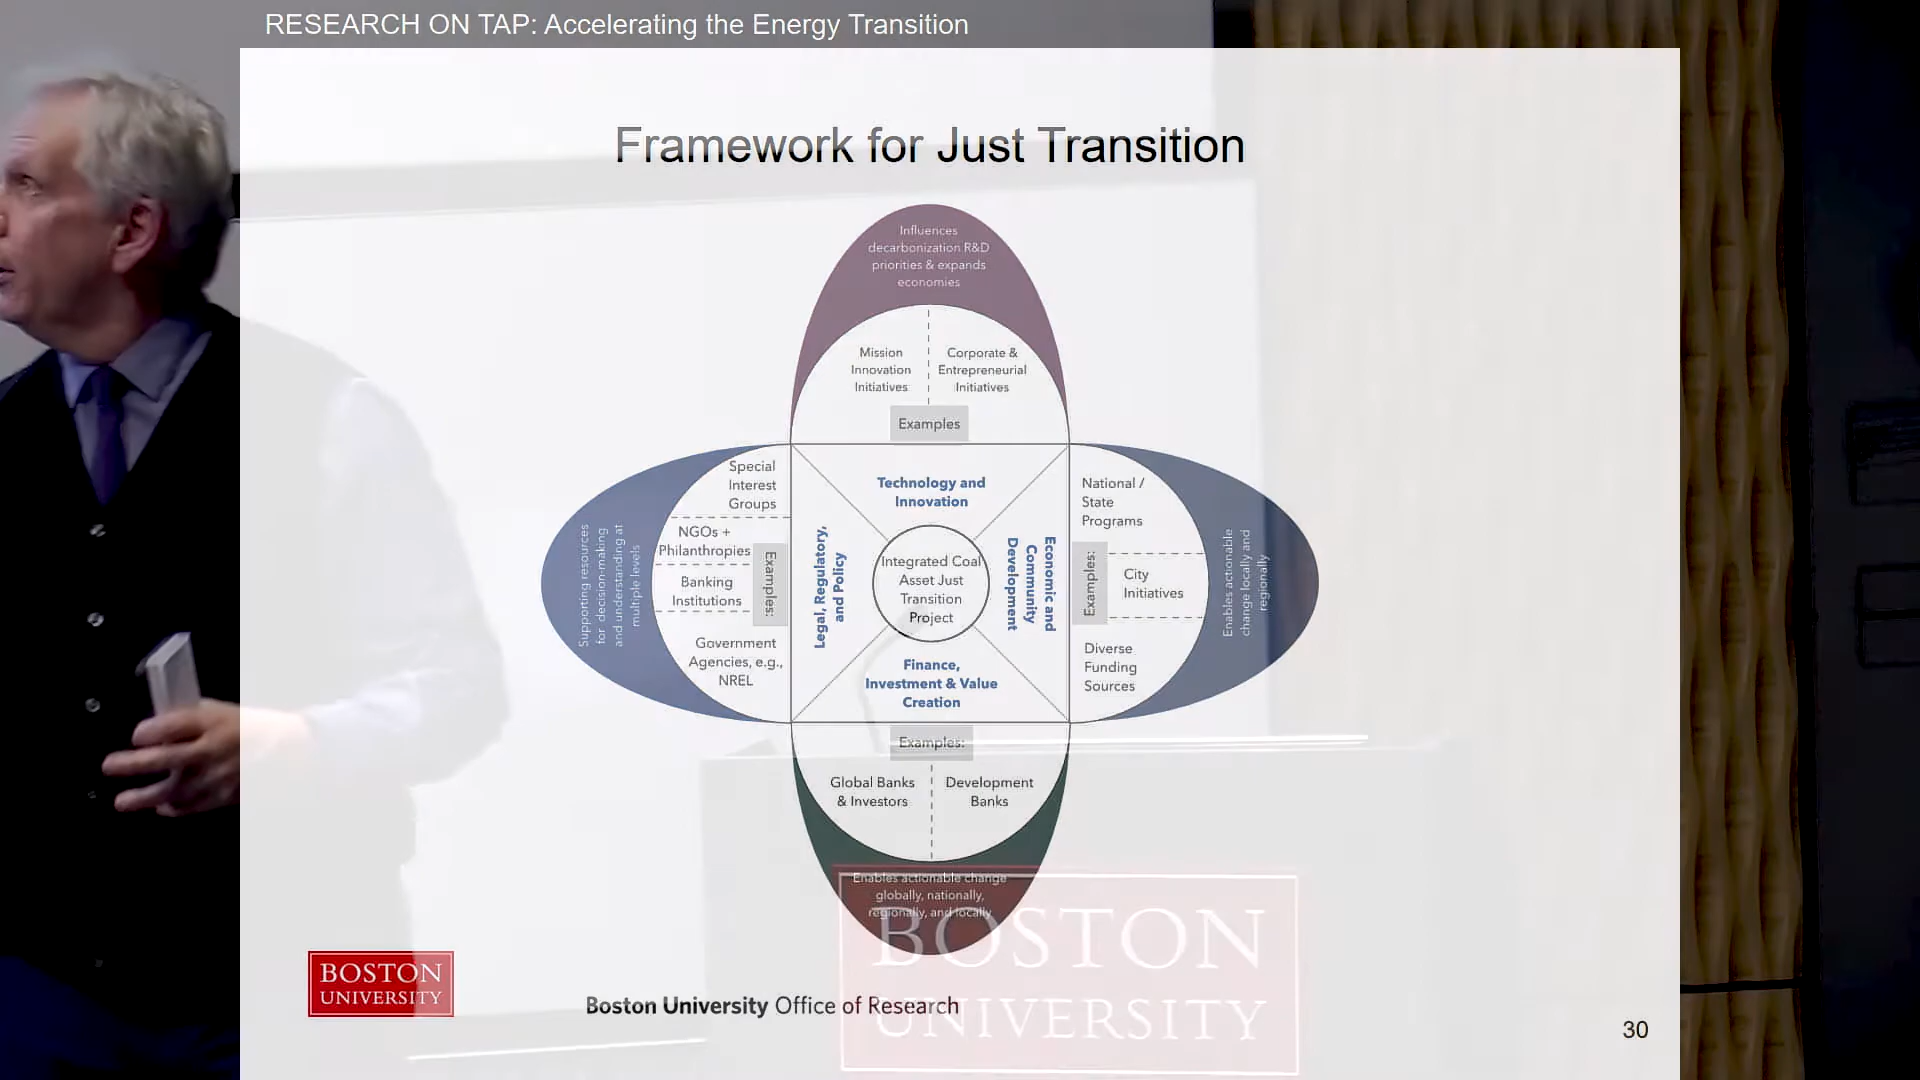 RESEARCH ON TAP: Accelerating the Energy Transition
Framework for Just Transition
Influences
decarbonization R&D
priorities & expands
economies
Mission
Innovation
Initiatives
Corporate &
Entrepreneurial
Initiatives
Examples
Technology and
Innovation
Supporting resources
for decision-making
and understanding at
multiple levels
Special
Interest
Groups
NGOs +
Philanthropies
Banking
Institutions
Government
Agencies, e.g.,
NREL
Examples:
Legal, Regulatory,
and Policy
Integrated Coal
Asset Just
Transition
Project
Economic and
Community
Development
Examples:
National /
State
Programs
City
Initiatives
Diverse
Funding
Sources
Enables actionable
change locally and
regionally
Finance,
Investment & Value
Creation
Examples:
Global Banks
& Investors
Development
Banks
Enables actionable change
globally, nationally,
regionally, and locally
BOSTON
UNIVERSITY
BOSTON
UNIVERSITY
Boston University Office of Research
30